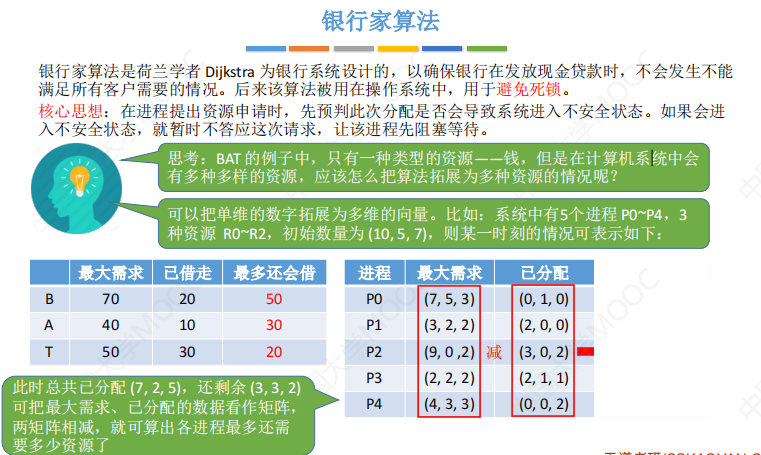 银行家算法
银行家算法是荷兰学者 Dijkstra 为银行系统设计的，以确保银行在发放现金贷款时，不会发生不能
满足所有客户需要的情况。后来该算法被用在操作系统中，用于避免死锁。
核心思想：在进程提出资源申请时，先预判此次分配是否会导致系统进入不安全状态。如果会进
入不安全状态，就暂时不答应这次请求，让该进程先阻塞等待。
思考：BAT 的例子中，只有一种类型的资源——钱，但是在计算机系统中会
有多种多样的资源，应该怎么把算法拓展为多种资源的情况呢？
可以把单维的数字拓展为多维的向量。比如：系统中有5个进程 P0~P4，3
种资源 R0~R2，初始数量为 (10, 5, 7)，则某一时刻的情况可表示如下：
最大需求 已借走 最多还会借
B 70 20 50
A 40 10 30
T 50 30 20
进程 最大需求 已分配
P0 (7, 5, 3) (0, 1, 0)
P1 (3, 2, 2) (2, 0, 0)
P2 (9, 0 ,2) 减 (3, 0, 2)
P3 (2, 2, 2) (2, 1, 1)
P4 (4, 3, 3) (0, 0, 2)
此时总共已分配 (7, 2, 5)，还剩余 (3, 3, 2)
可把最大需求、已分配的数据看作矩阵，
两矩阵相减，就可算出各进程最多还需
要多少资源了